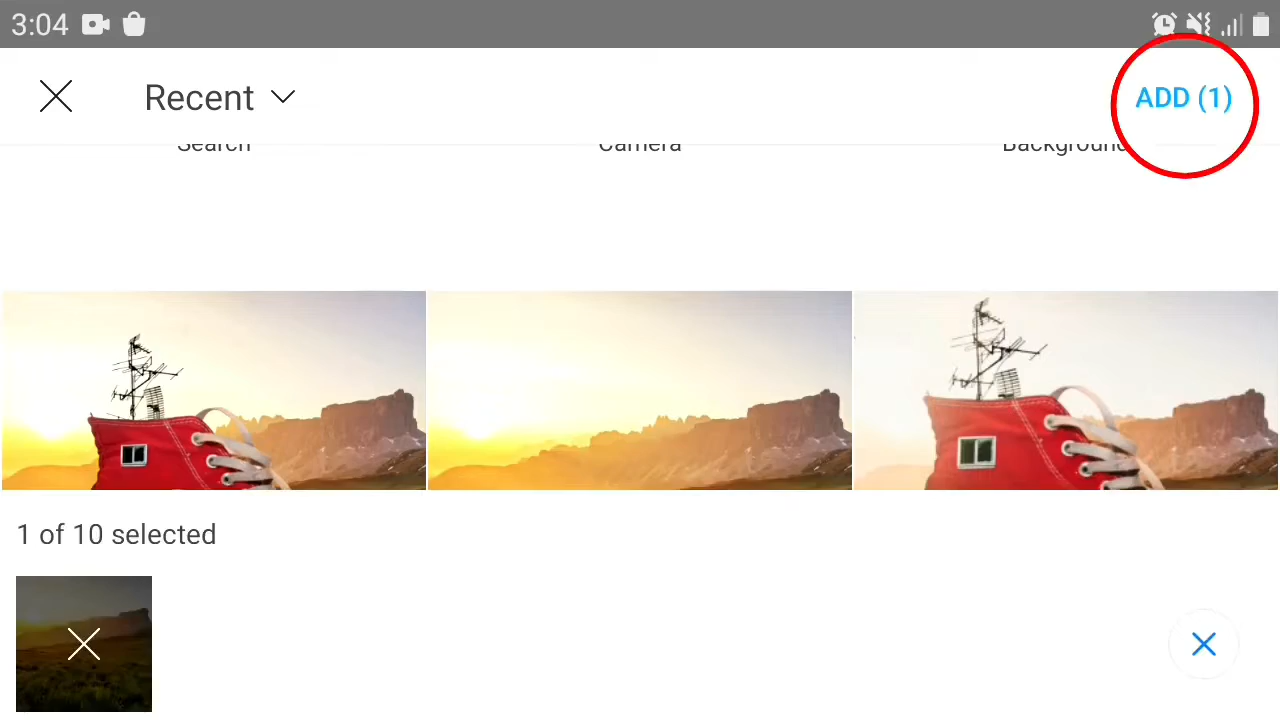 3:04
Recent
ADD (1)
Search
Camera
Background
1 of 10 selected